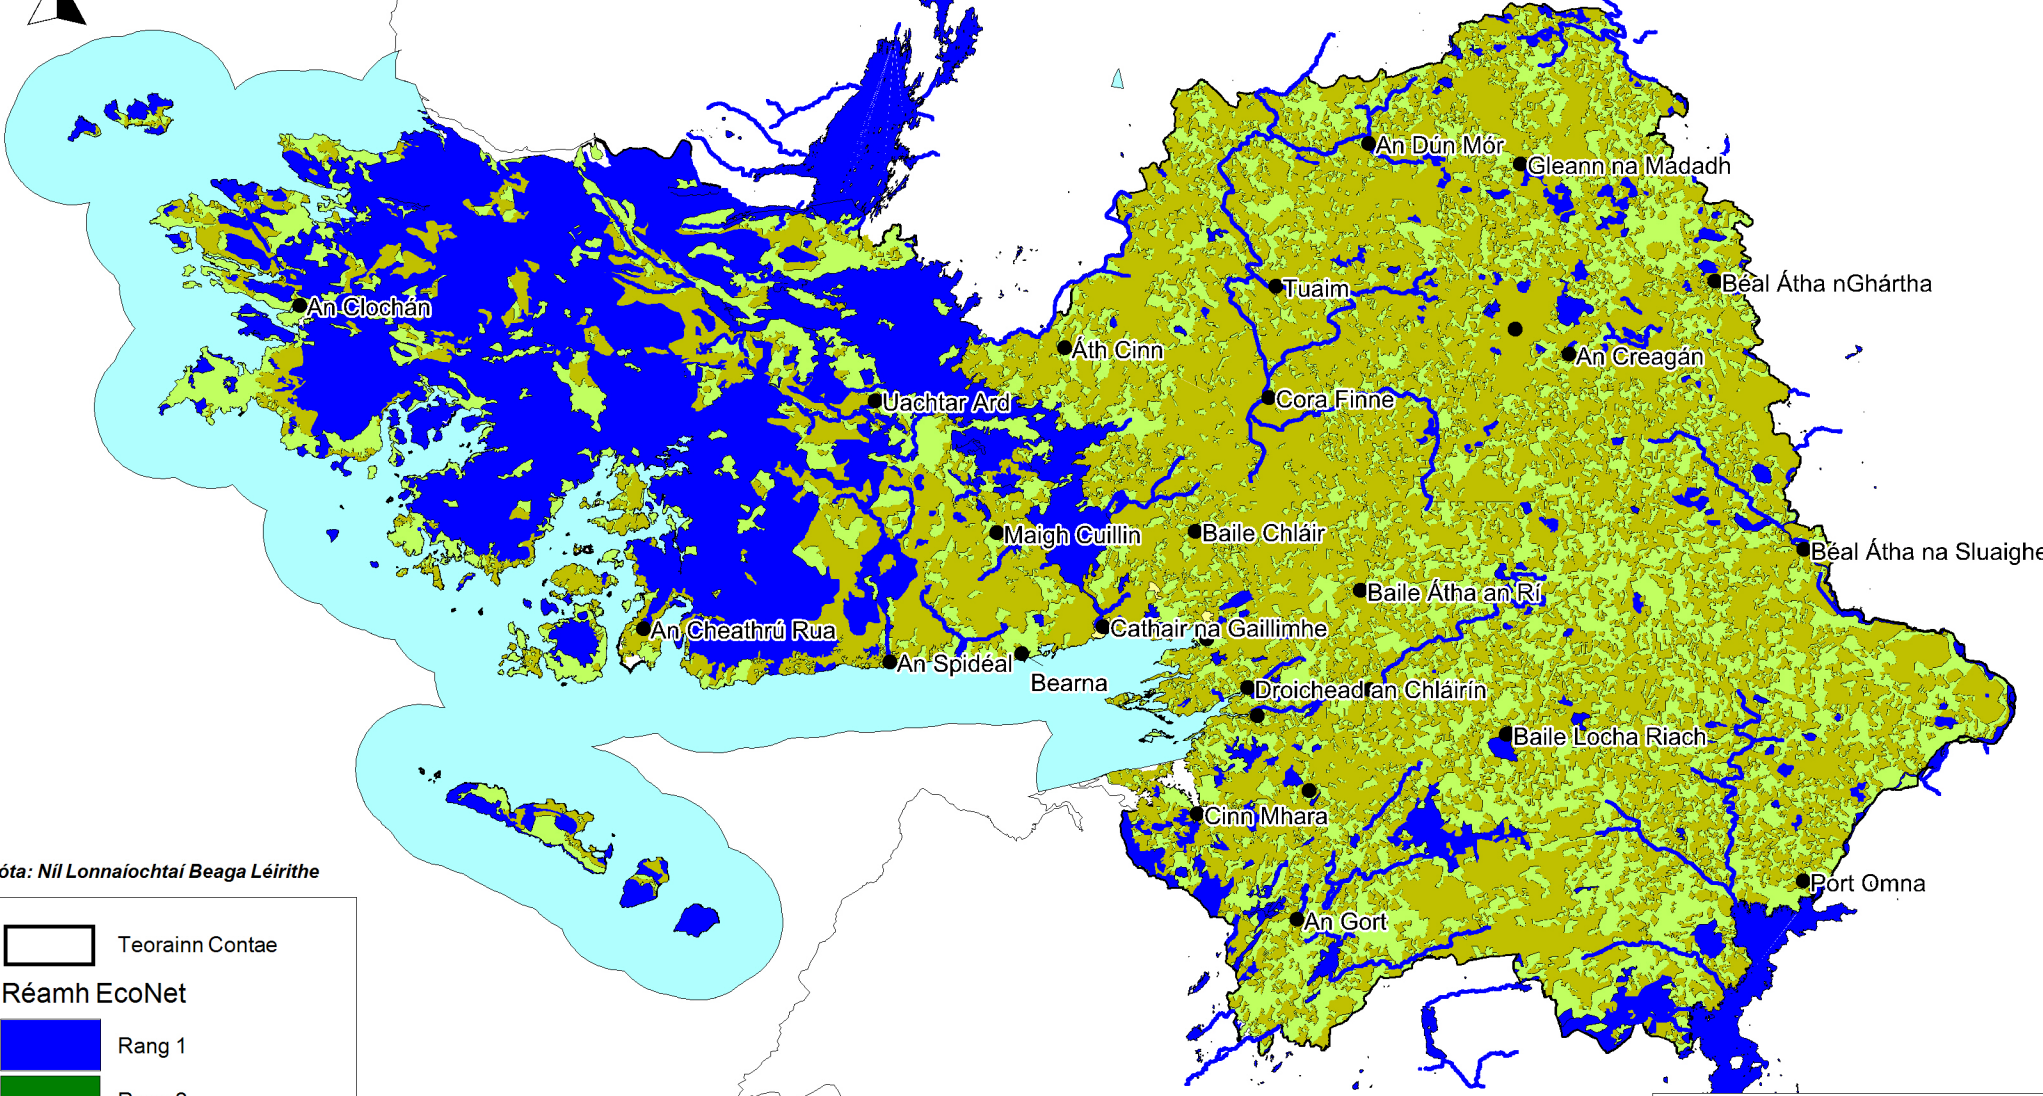 An Dún Mór
Gleann na Madadh
Béal Átha nGhártha
Tuaim
An Clochán
Áth Cinn
An Creagán
Uachtar Ard
Cora Finne
Maigh Cuillin
Baile Chláir
Béal Átha na Sluaighe
Baile Átha an Rí
An Cheathrú Rua
Cathair na Gaillimhe
An Spidéal
Bearna
Droichead an Chláirín
Baile Locha Riach
Cinn Mhara
Port Omna
An Gort
óta: Níl Lonnaíochtaí Beaga Léirithe
Teorainn Contae
Réamh EcoNet
Rang 1